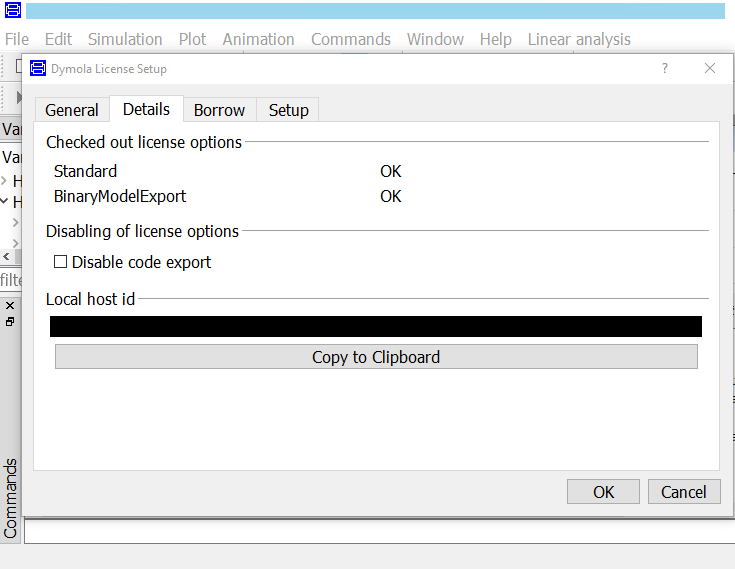 File Edit Simulation Plot Animation Commands Window Help Linear analysis
Dymola License Setup ?
General Details Borrow Setup
Checked out license options
Standard OK
BinaryModelExport OK
Disabling of license options
Disable code export
Local host id
Copy to Clipboard
OK Cancel
Va
Va
H
H
filte
Commands